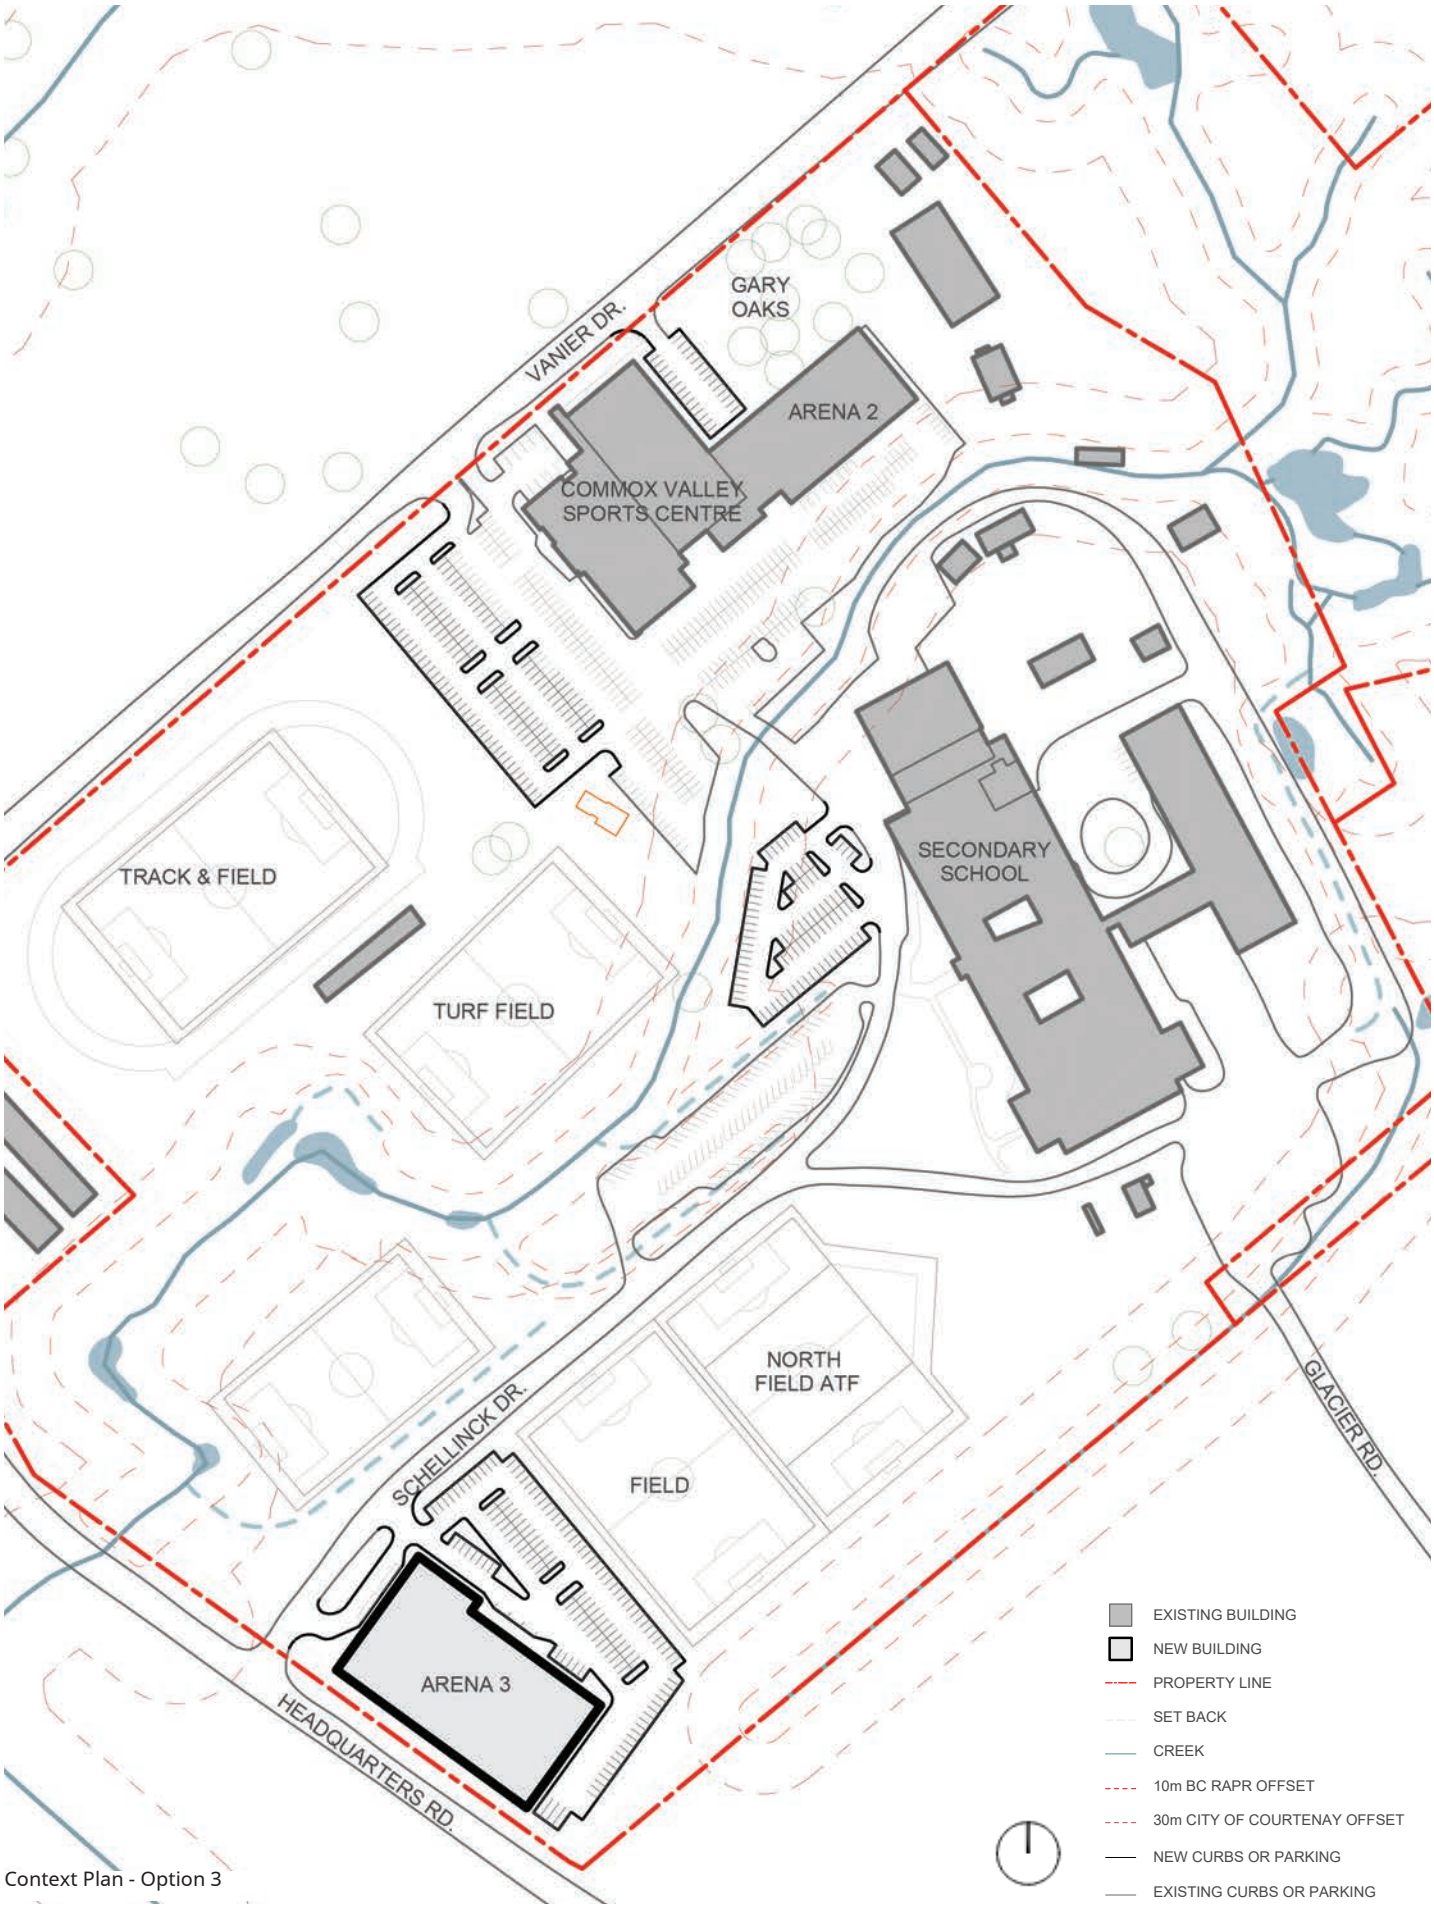 GARY
OAKS
VANIER DR.
ARENA 2
COMMOX VALLEY
SPORTS CENTRE
SECONDARY
SCHOOL
TRACK & FIELD
TURF FIELD
NORTH
FIELD ATF
GLACIER RD.
SCHELLINCK DR.
FIELD
ARENA 3
HEADQUARTERS RD.
EXISTING BUILDING
NEW BUILDING
PROPERTY LINE
SET BACK
CREEK
10m BC RAPR OFFSET
30m CITY OF COURTENAY OFFSET
NEW CURBS OR PARKING
EXISTING CURBS OR PARKING
Context Plan - Option 3